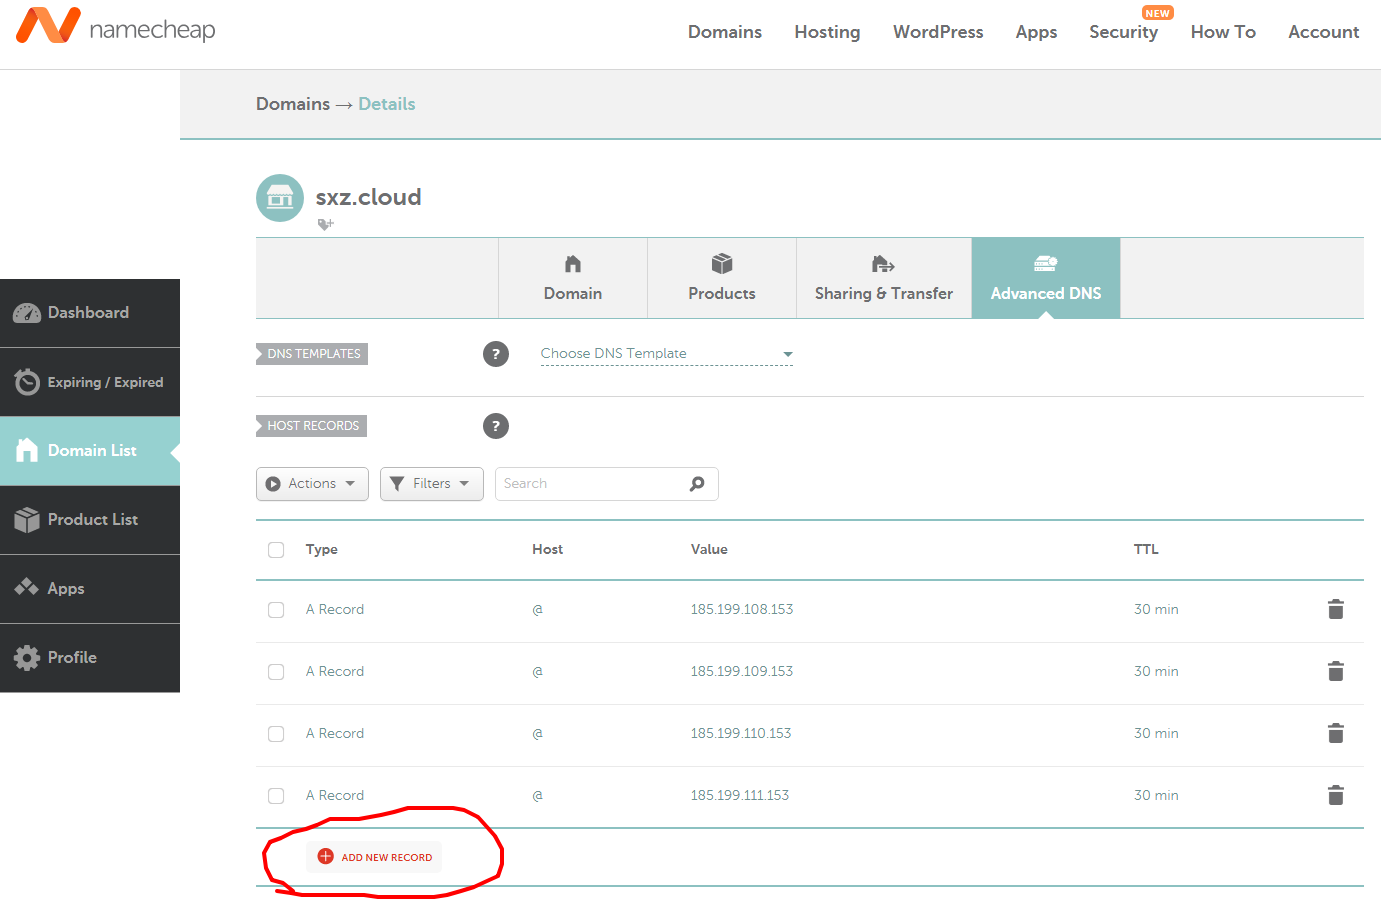 namecheap
Domains Hosting WordPress Apps Security NEW How To Account
Domains → Details
sxz.cloud
Domain Products Sharing & Transfer Advanced DNS
Dashboard
Expiring / Expired
Domain List
Product List
Apps
Profile
DNS TEMPLATES ? Choose DNS Template
HOST RECORDS ?
Actions Filters Search
Type Host Value TTL
A Record @ 185.199.108.153 30 min
A Record @ 185.199.109.153 30 min
A Record @ 185.199.110.153 30 min
A Record @ 185.199.111.153 30 min
ADD NEW RECORD